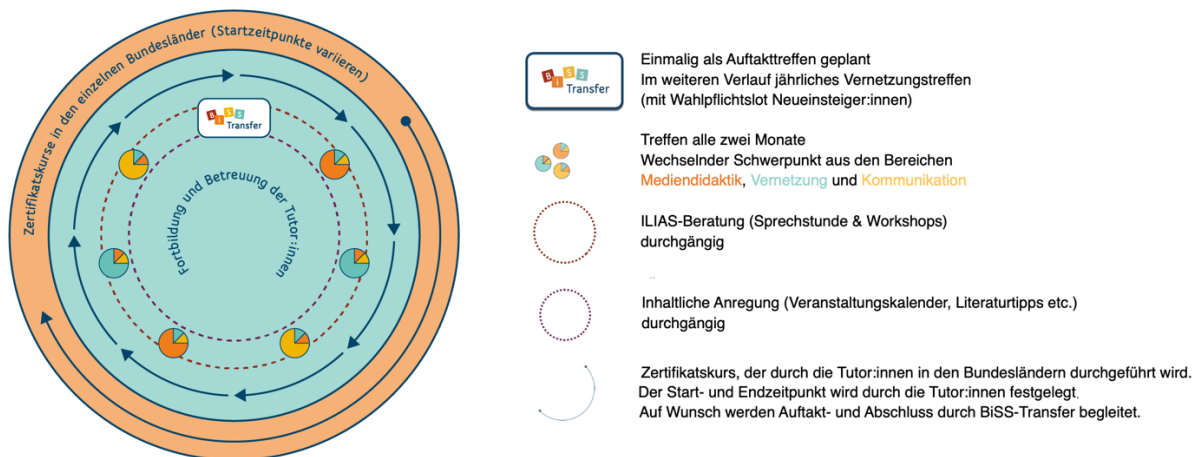 Zertifikatskurse in den einzelnen Bundesländer (Startzeitpunkte variieren)
BiSS
Transfer
Fortbildung und Betreuung der Tutor:innen
BiSS
Transfer
Einmalig als Auftakttreffen geplant
Im weiteren Verlauf jährliches Vernetzungstreffen
(mit Wahlpflichtslot Neueinsteiger:innen)
Treffen alle zwei Monate
Wechselnder Schwerpunkt aus den Bereichen
Mediendidaktik, Vernetzung und Kommunikation
ILIAS-Beratung (Sprechstunde & Workshops)
durchgängig
Inhaltliche Anregung (Veranstaltungskalender, Literaturtipps etc.)
durchgängig
Zertifikatskurs, der durch die Tutor:innen in den Bundesländern durchgeführt wird.
Der Start- und Endzeitpunkt wird durch die Tutor:innen festgelegt.
Auf Wunsch werden Auftakt- und Abschluss durch BiSS-Transfer begleitet.